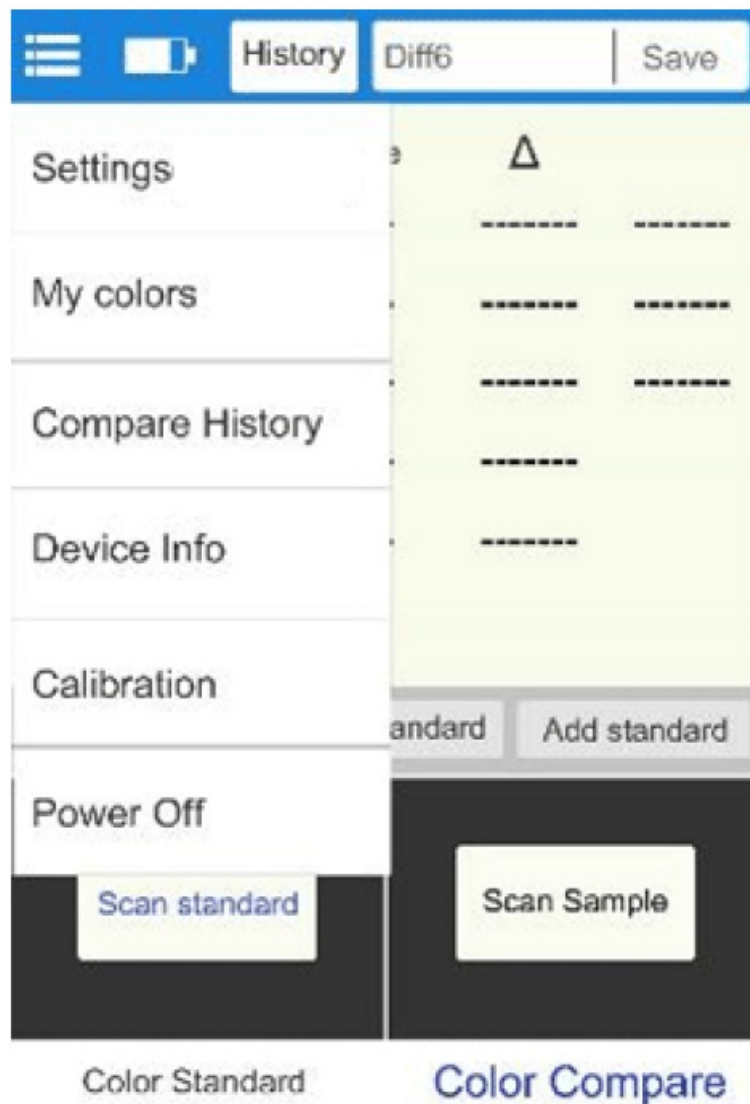 History Diff6 Save
Settings
Δ
------- -------
My colors
------- -------
------- -------
Compare History
-------
Device Info
-------
Calibration
andard Add standard
Power Off
Scan standard Scan Sample
Color Standard Color Compare